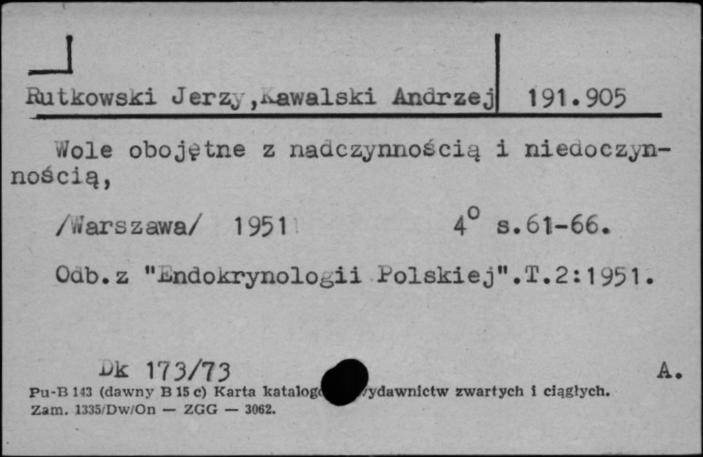 Rutkowski Jerzy,Kawalski Andrzej 191.905
Wole obojętne z nadczynnością i niedoczyn-
nością,
/Warszawa/ 1951 4° s.61-66.
Odb.z "Endokrynologii Polskiej".T.2:1951.
Dk 173/73 A.
Pu-B 143 (dawny B 15 c) Karta katalog ydawnictw zwartych i ciągłych.
Zam. 1335/Dw/On — ZGG — 3062.